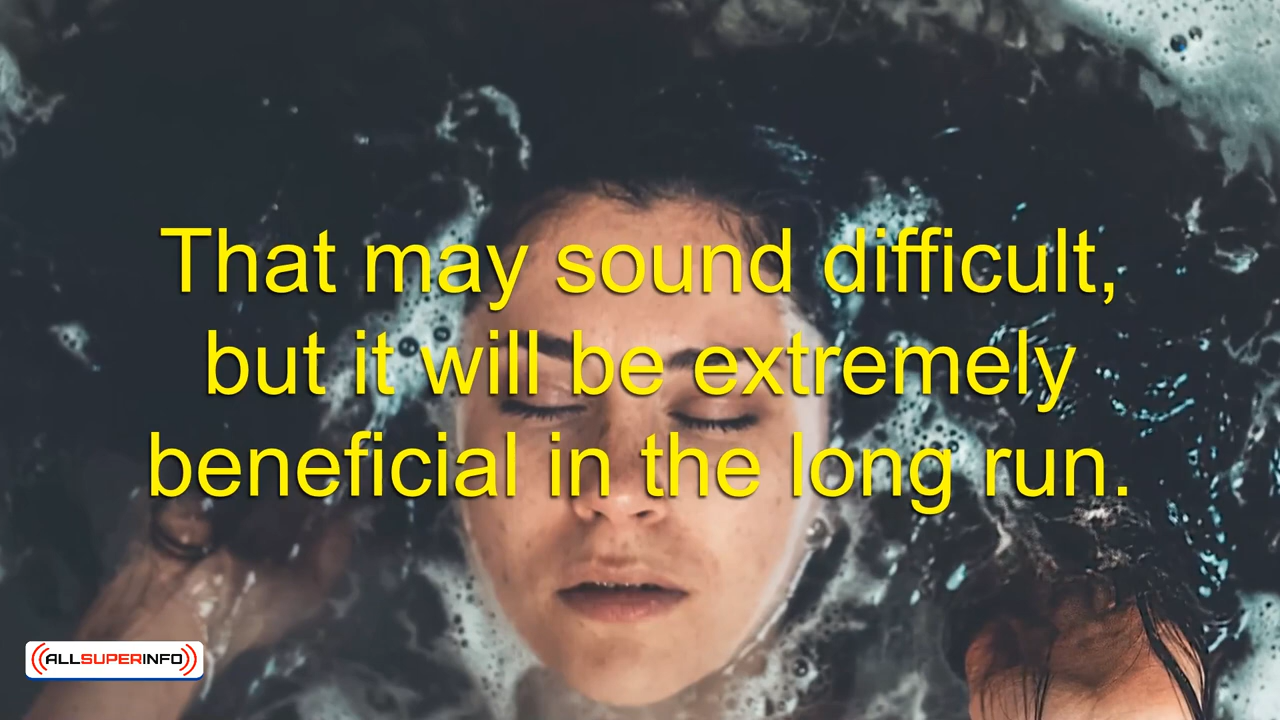 That may sound difficult,
but it will be extremely
beneficial in the long run.
ALLSUPERINFO